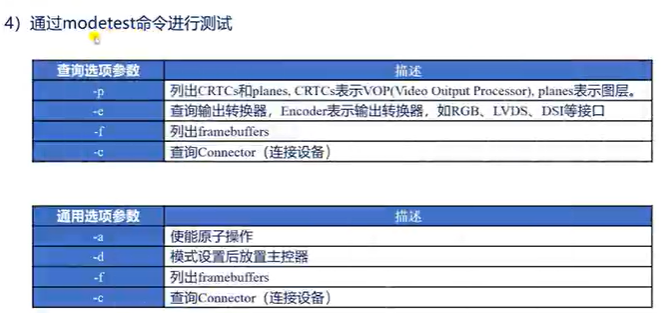 4）通过modetest命令进行测试
查询选项参数 描述
-p 列出CRTCs和planes, CRTCs表示VOP(Video Output Processor), planes表示图层。
-e 查询输出转换器，Encoder表示输出转换器，如RGB、LVDS、DSI等接口
-f 列出framebuffers
-c 查询Connector（连接设备）
通用选项参数 描述
-a 使能原子操作
-d 模式设置后放置主控器
-f 列出framebuffers
-c 查询Connector（连接设备）